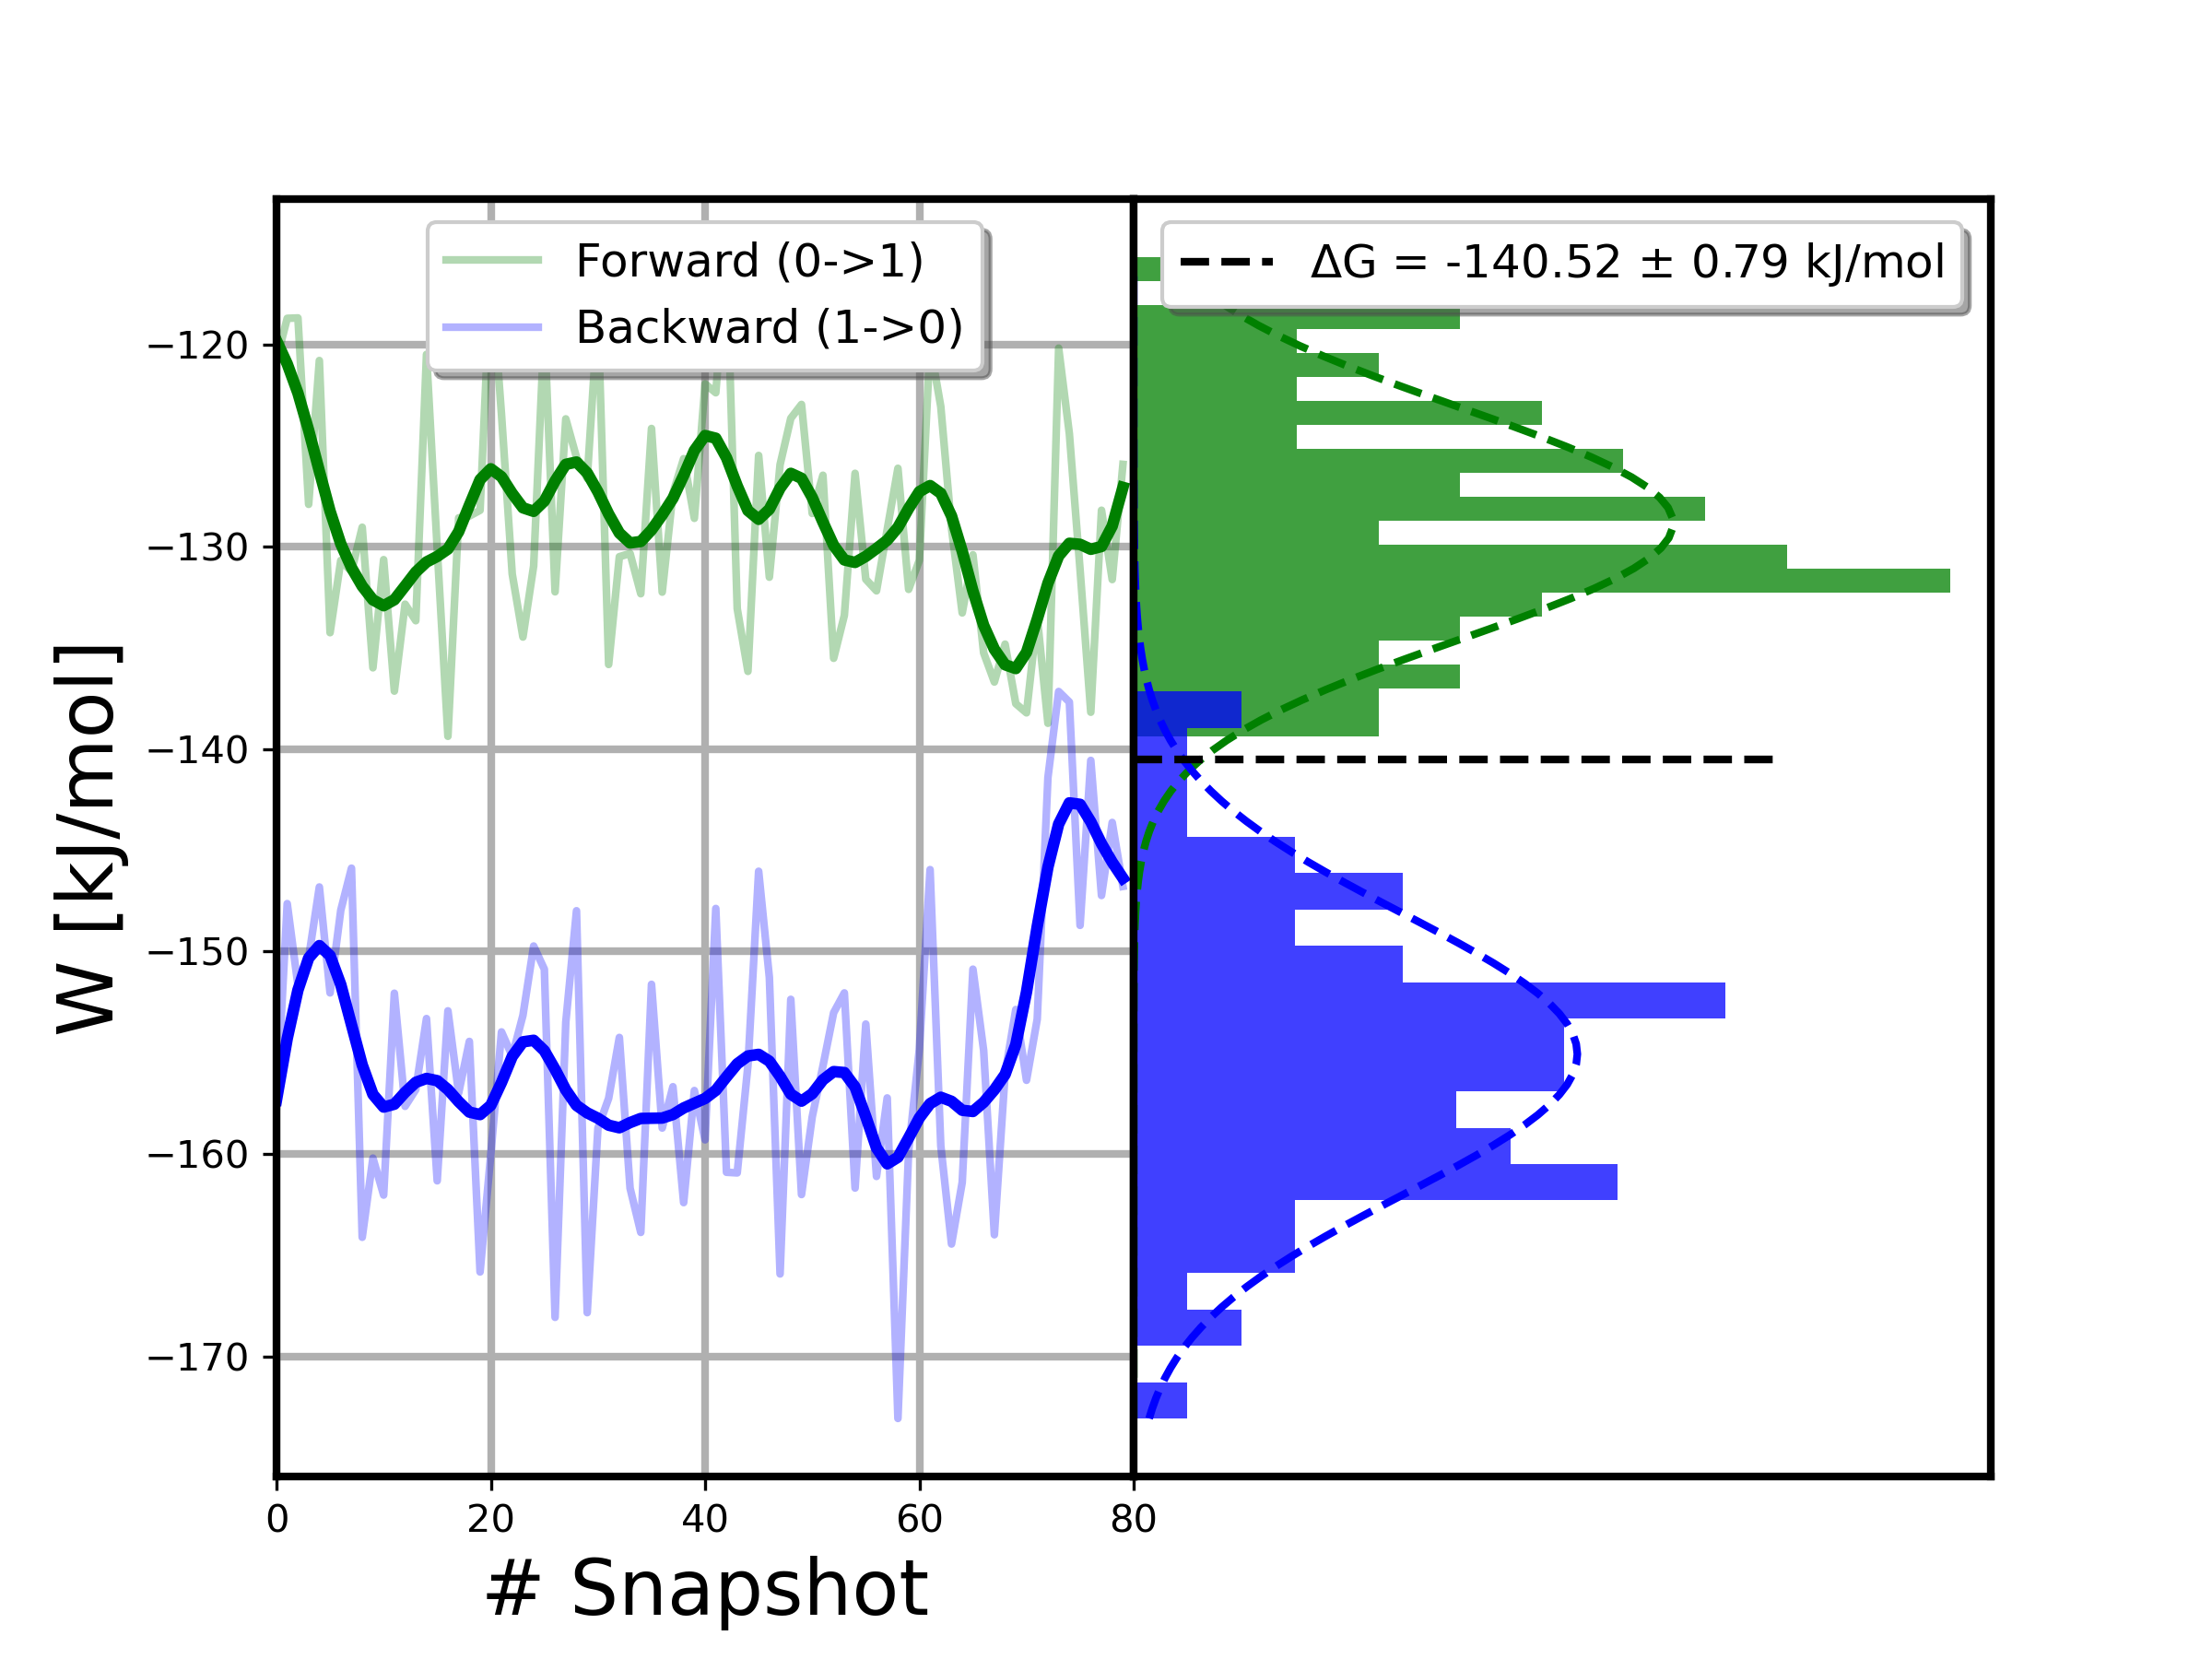 Forward (0->1)
Backward (1->0)
ΔG = -140.52 ± 0.79 kJ/mol
W [kJ/mol]
−120
−130
−140
−150
−160
−170
0 20 40 60 80
# Snapshot